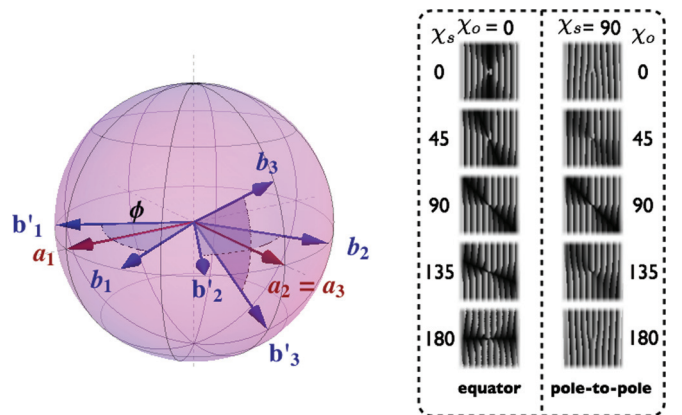 b3
ϕ
b'1
a1
b2
b1
b'2
a2 = a3
b'3
χs χo = 0 χs = 90 χo
0 0
45 45
90 90
135 135
180 180
equator pole-to-pole